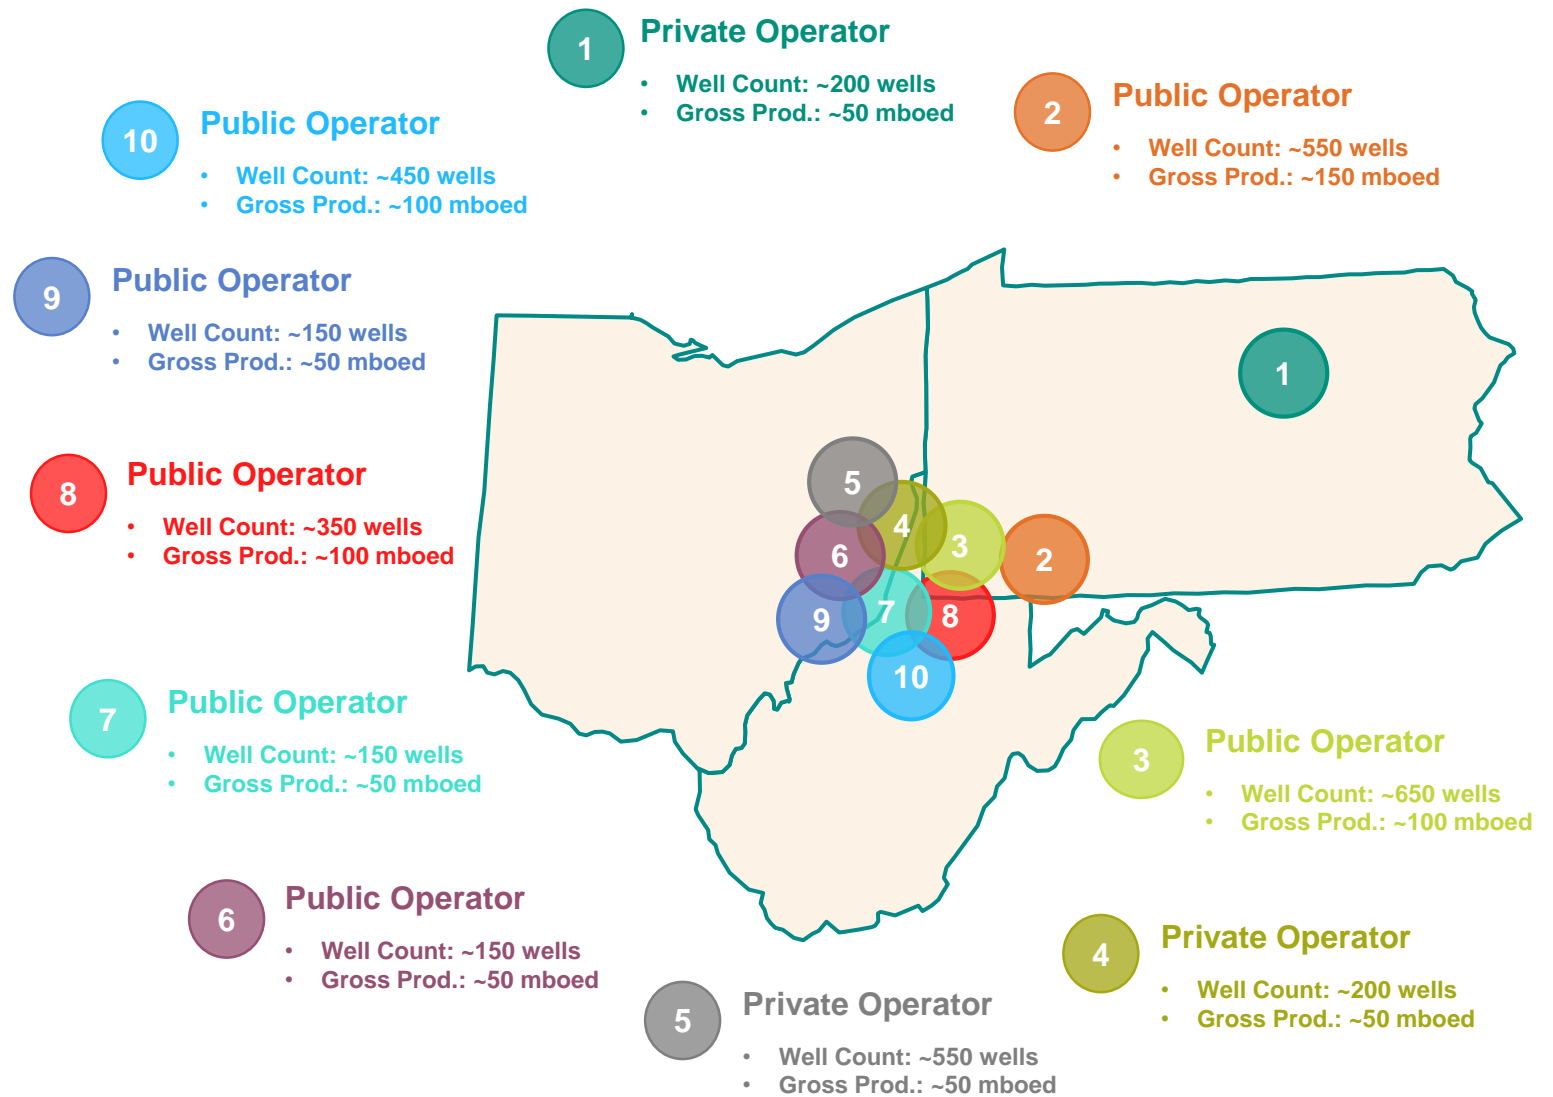 1
Private Operator
• Well Count: ~200 wells
• Gross Prod.: ~50 mboed
2
Public Operator
• Well Count: ~550 wells
• Gross Prod.: ~150 mboed
10
Public Operator
• Well Count: ~450 wells
• Gross Prod.: ~100 mboed
9
Public Operator
• Well Count: ~150 wells
• Gross Prod.: ~50 mboed
8
Public Operator
• Well Count: ~350 wells
• Gross Prod.: ~100 mboed
7
Public Operator
• Well Count: ~150 wells
• Gross Prod.: ~50 mboed
6
Public Operator
• Well Count: ~150 wells
• Gross Prod.: ~50 mboed
5
Private Operator
• Well Count: ~550 wells
• Gross Prod.: ~50 mboed
4
Private Operator
• Well Count: ~200 wells
• Gross Prod.: ~50 mboed
3
Public Operator
• Well Count: ~650 wells
• Gross Prod.: ~100 mboed
1
5
4
3
6
2
9
7
8
10